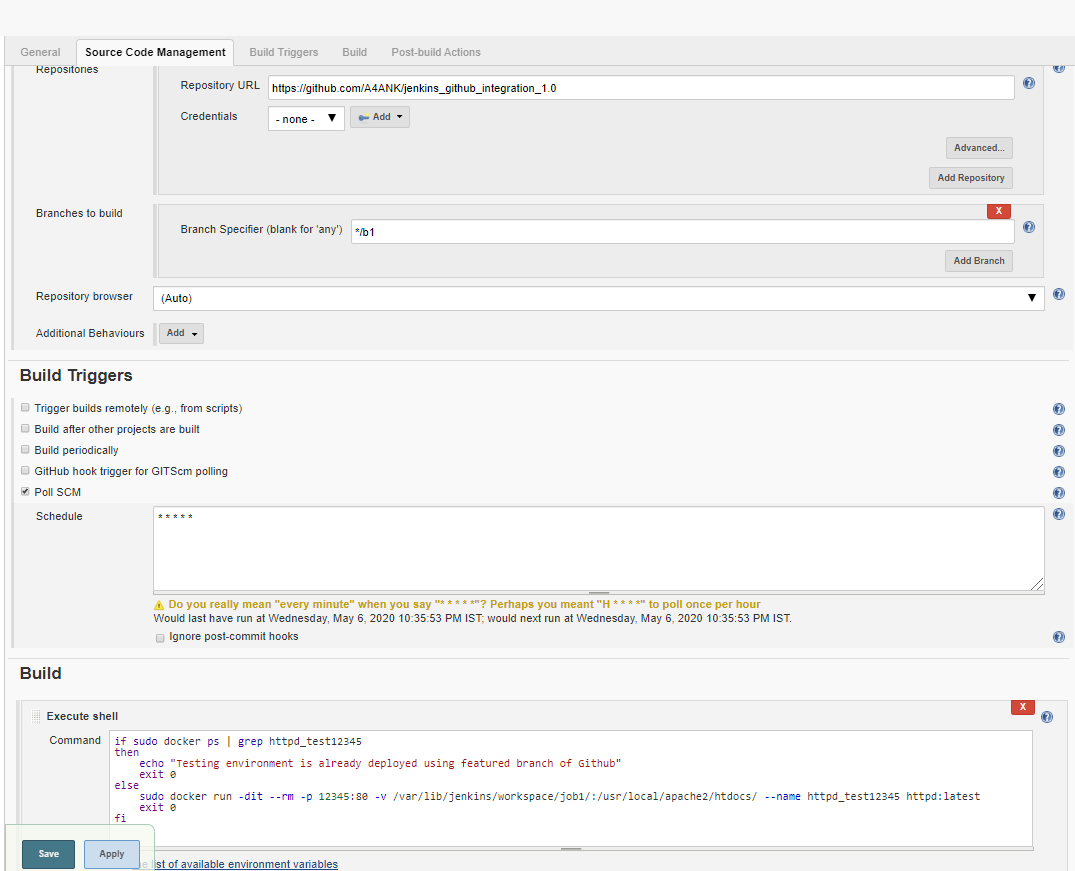 General Source Code Management Build Triggers Build Post-build Actions
Repositories
Repository URL https://github.com/A4ANK/jenkins_github_integration_1.0
Credentials - none - Add
Advanced...
Add Repository
Branches to build X
Branch Specifier (blank for 'any') */b1
Add Branch
Repository browser (Auto)
Additional Behaviours Add
Build Triggers
Trigger builds remotely (e.g., from scripts)
Build after other projects are built
Build periodically
GitHub hook trigger for GITScm polling
Poll SCM
Schedule * * * * *
Do you really mean "every minute" when you say "* * * * *"? Perhaps you meant "H * * * *" to poll once per hour
Would last have run at Wednesday, May 6, 2020 10:35:53 PM IST; would next run at Wednesday, May 6, 2020 10:35:53 PM IST.
Ignore post-commit hooks
Build
X
Execute shell
Command if sudo docker ps | grep httpd_test12345
then
echo "Testing environment is already deployed using featured branch of Github"
exit 0
else
sudo docker run -dit --rm -p 12345:80 -v /var/lib/jenkins/workspace/job1/:/usr/local/apache2/htdocs/ --name httpd_test12345 httpd:latest
exit 0
fi
Save Apply
list of available environment variables